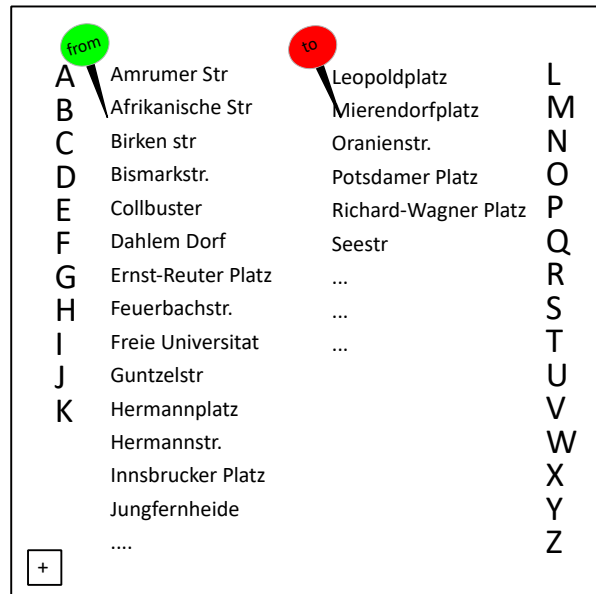 from
to
A
B
C
D
E
F
G
H
I
J
K
Amrumer Str
Afrikanische Str
Birken str
Bismarkstr.
Collbuster
Dahlem Dorf
Ernst-Reuter Platz
Feuerbachstr.
Freie Universitat
Guntzelstr
Hermannplatz
Hermannstr.
Innsbrucker Platz
Jungfernheide
....
Leopoldplatz
Mierendorfplatz
Oranienstr.
Potsdamer Platz
Richard-Wagner Platz
Seestr
...
...
...
L
M
N
O
P
Q
R
S
T
U
V
W
X
Y
Z
+